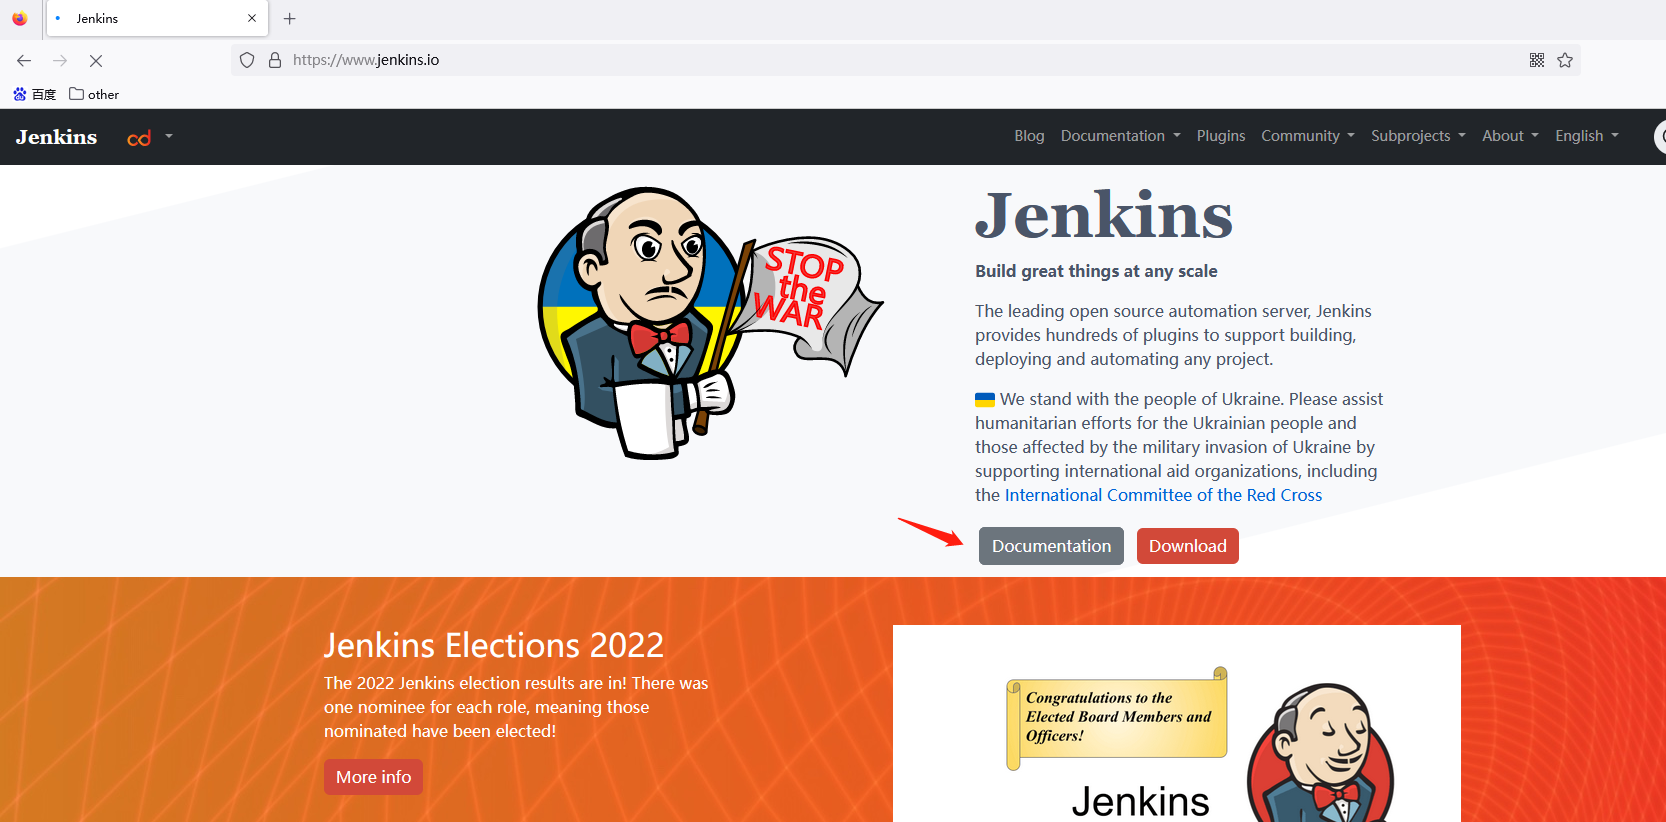 Jenkins
https://www.jenkins.io
百度
other
Jenkins
cd
Blog
Documentation
Plugins
Community
Subprojects
About
English
STOP
the
WAR
Jenkins
Build great things at any scale
The leading open source automation server, Jenkins
provides hundreds of plugins to support building,
deploying and automating any project.
We stand with the people of Ukraine. Please assist
humanitarian efforts for the Ukrainian people and
those affected by the military invasion of Ukraine by
supporting international aid organizations, including
the International Committee of the Red Cross
Documentation
Download
Jenkins Elections 2022
The 2022 Jenkins election results are in! There was
one nominee for each role, meaning those
nominated have been elected!
More info
Congratulations to the
Elected Board Members and
Officers!
Jenkins